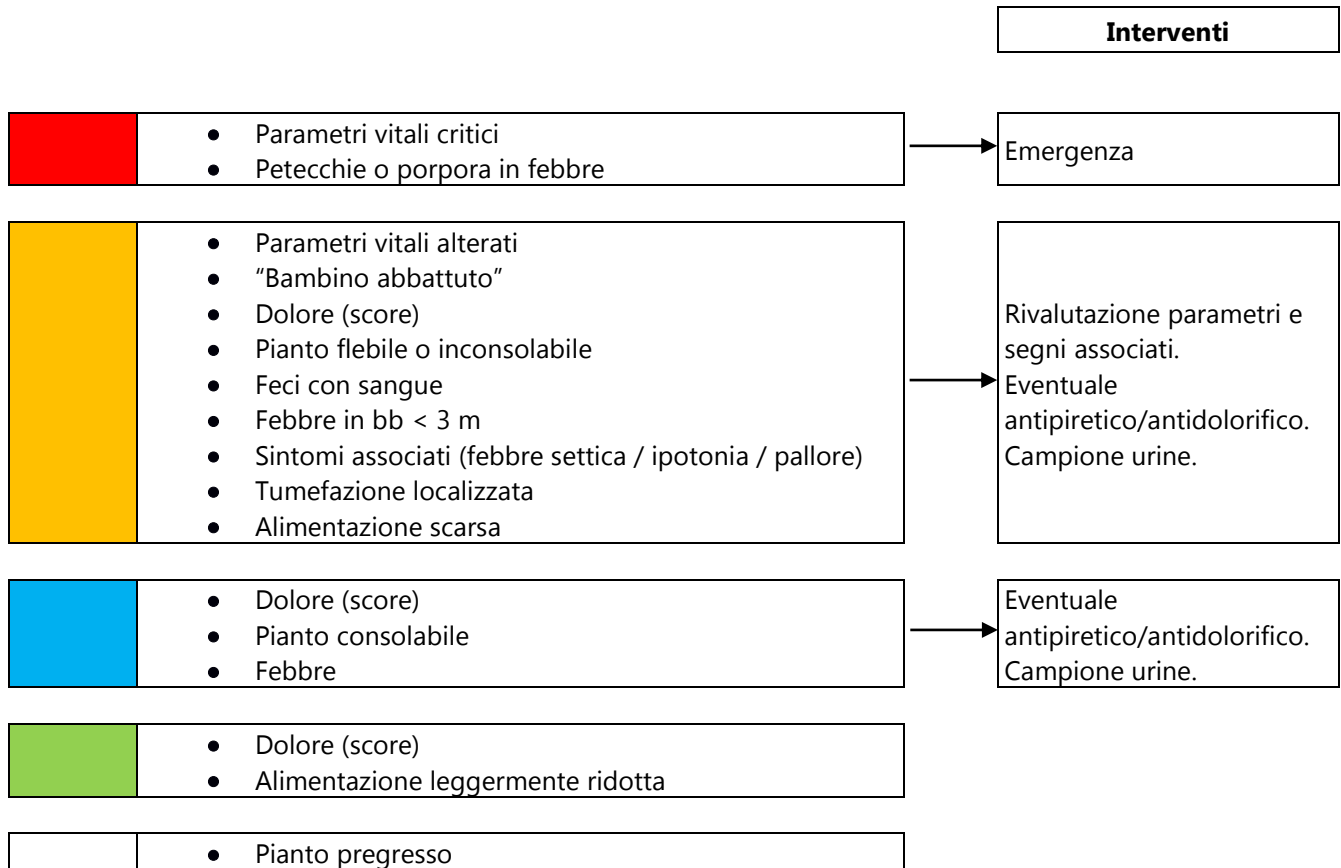 Interventi
• Parametri vitali critici
• Petecchie o porpora in febbre
Emergenza
• Parametri vitali alterati
• “Bambino abbattuto”
• Dolore (score)
• Pianto flebile o inconsolabile
• Feci con sangue
• Febbre in bb < 3 m
• Sintomi associati (febbre settica / ipotonia / pallore)
• Tumefazione localizzata
• Alimentazione scarsa
Rivalutazione parametri e
segni associati.
Eventuale
antipiretico/antidolorifico.
Campione urine.
• Dolore (score)
• Pianto consolabile
• Febbre
Eventuale
antipiretico/antidolorifico.
Campione urine.
• Dolore (score)
• Alimentazione leggermente ridotta
• Pianto pregresso